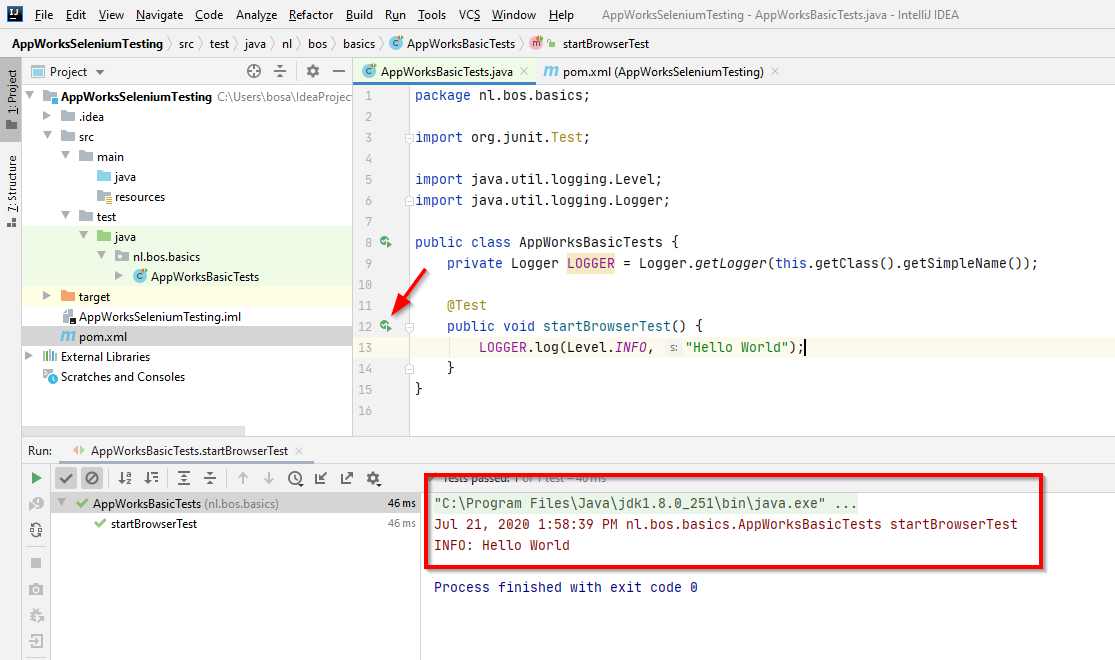 File Edit View Navigate Code Analyze Refactor Build Run Tools VCS Window Help AppWorksSeleniumTesting - AppWorksBasicTests.java - IntelliJ IDEA
AppWorksSeleniumTesting src test java nl bos basics AppWorksBasicTests startBrowserTest
1: Project
7: Structure
Project
AppWorksSeleniumTesting C:\Users\bosa\IdeaProject
.idea
src
main
java
resources
test
java
nl.bos.basics
AppWorksBasicTests
target
AppWorksSeleniumTesting.iml
pom.xml
External Libraries
Scratches and Consoles
AppWorksBasicTests.java pom.xml (AppWorksSeleniumTesting)
1 package nl.bos.basics;
2
3 import org.junit.Test;
4
5 import java.util.logging.Level;
6 import java.util.logging.Logger;
7
8 public class AppWorksBasicTests {
9 private Logger LOGGER = Logger.getLogger(this.getClass().getSimpleName());
10
11 @Test
12 public void startBrowserTest() {
13 LOGGER.log(Level.INFO, s: "Hello World");
14 }
15 }
16
Run: AppWorksBasicTests.startBrowserTest
AppWorksBasicTests (nl.bos.basics) 46 ms
startBrowserTest 46 ms
Tests passed: 1 of 1 test – 46 ms
"C:\Program Files\Java\jdk1.8.0_251\bin\java.exe" ...
Jul 21, 2020 1:58:39 PM nl.bos.basics.AppWorksBasicTests startBrowserTest
INFO: Hello World
Process finished with exit code 0